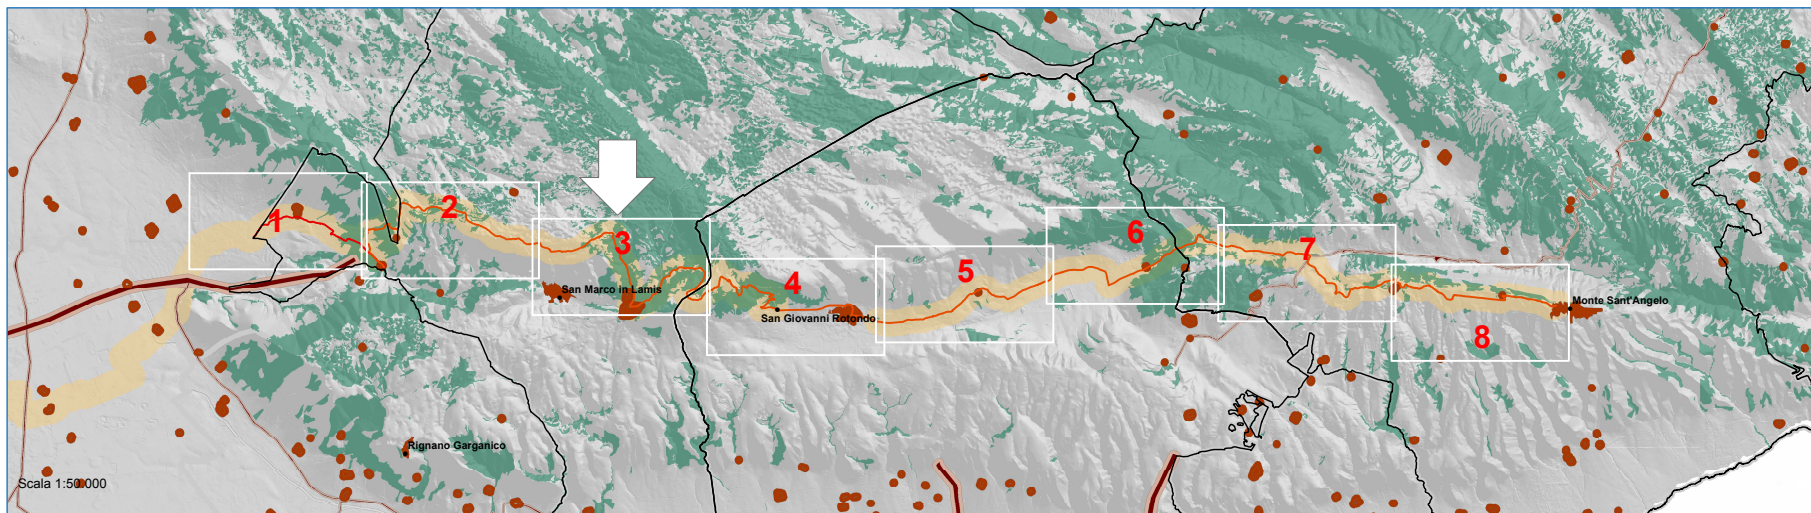 1
2
3
4
5
6
7
8
San Marco in Lamis
San Giovanni Rotondo
Monte Sant'Angelo
Rignano Garganico
Scala 1:50.000